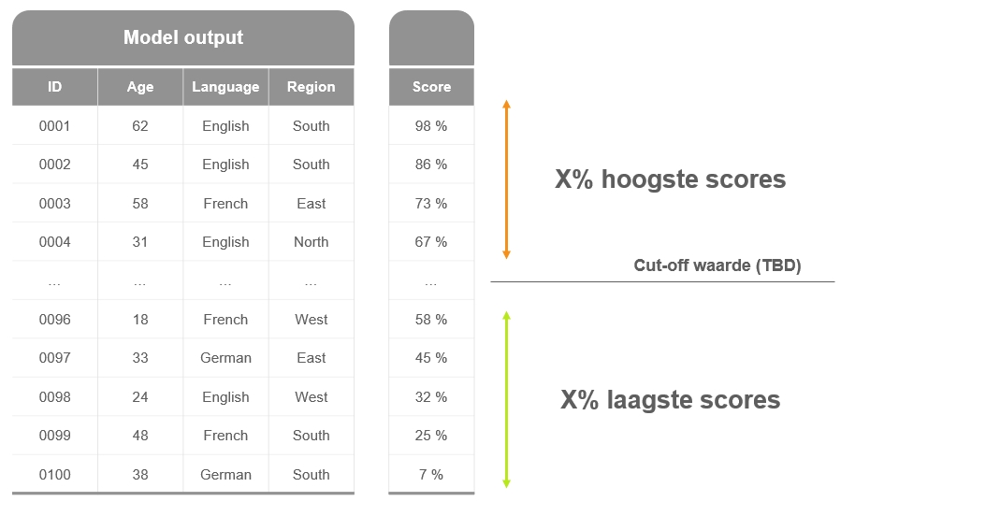 Model output
ID Age Language Region Score
0001 62 English South 98 %
0002 45 English South 86 %
0003 58 French East 73 %
0004 31 English North 67 %
... ... ... ... ...
0096 18 French West 58 %
0097 33 German East 45 %
0098 24 English West 32 %
0099 48 French South 25 %
0100 38 German South 7 %
X% hoogste scores
Cut-off waarde (TBD)
X% laagste scores